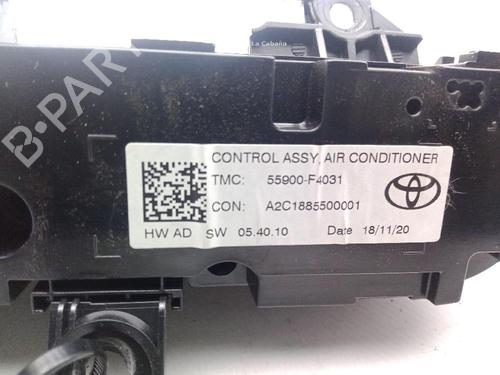 La Cabaña
B-PARTS
CONTROL ASSY, AIR CONDITIONER
TMC: 55900-F4031
CON: A2C1885500001
HW AD SW 05.40.10 Date 18/11/20